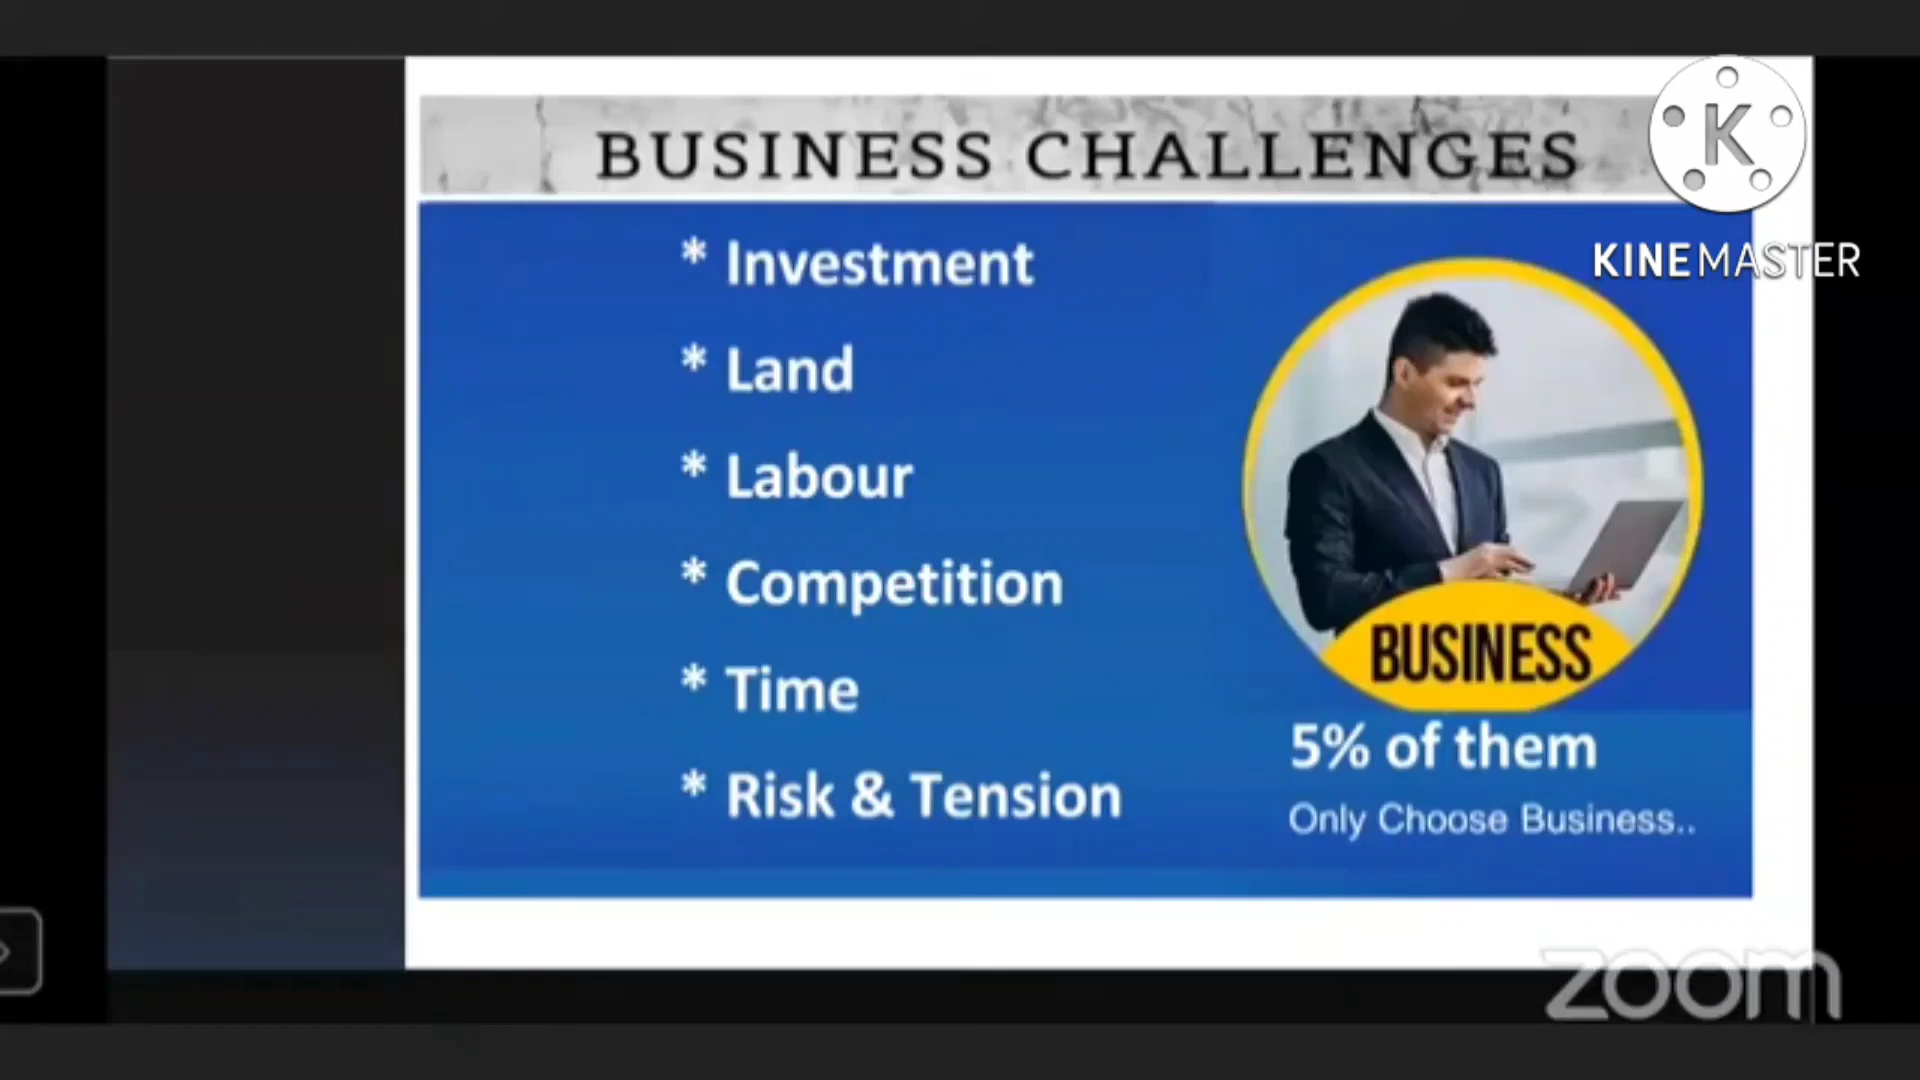 BUSINESS CHALLENGES
K
KINEMASTER
* Investment
* Land
* Labour
* Competition
* Time
* Risk & Tension
BUSINESS
5% of them
Only Choose Business..
zoom